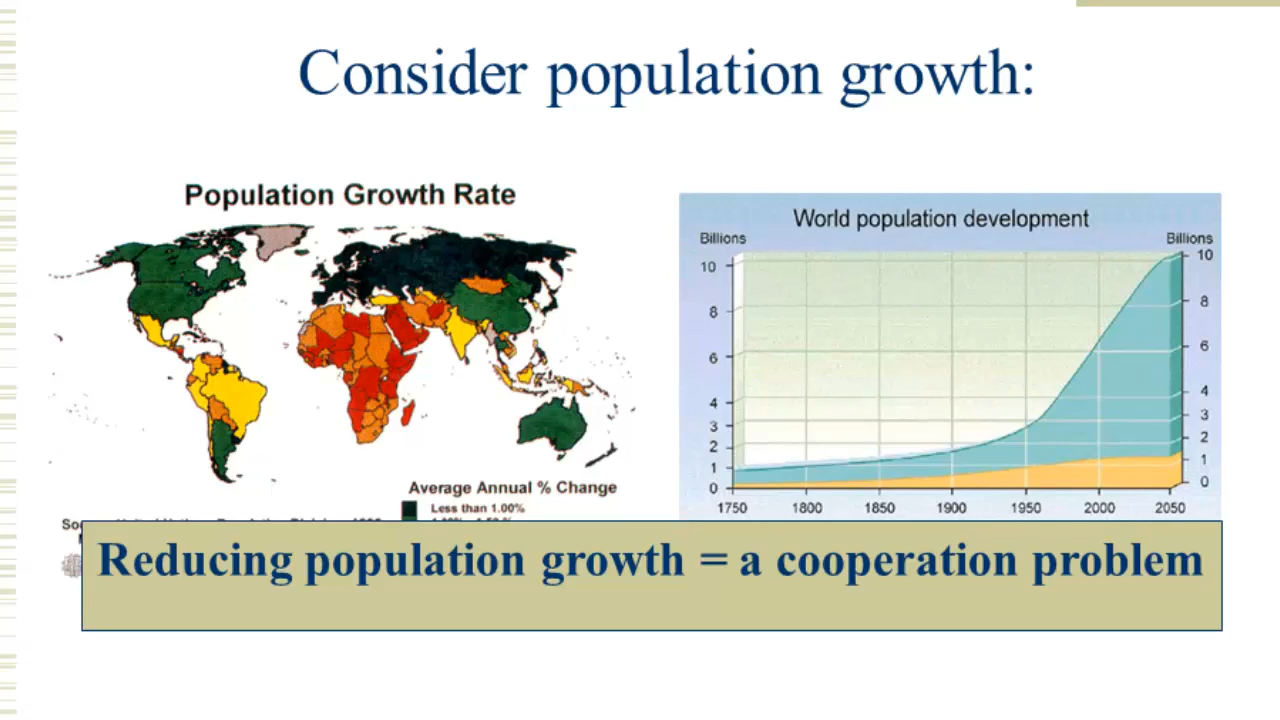 Consider population growth:
Population Growth Rate
Average Annual % Change
Less than 1.00%
World population development
Billions Billions
10 10
8 8
6 6
4 4
3 3
2 2
1 1
0 0
1750 1800 1850 1900 1950 2000 2050
Reducing population growth = a cooperation problem